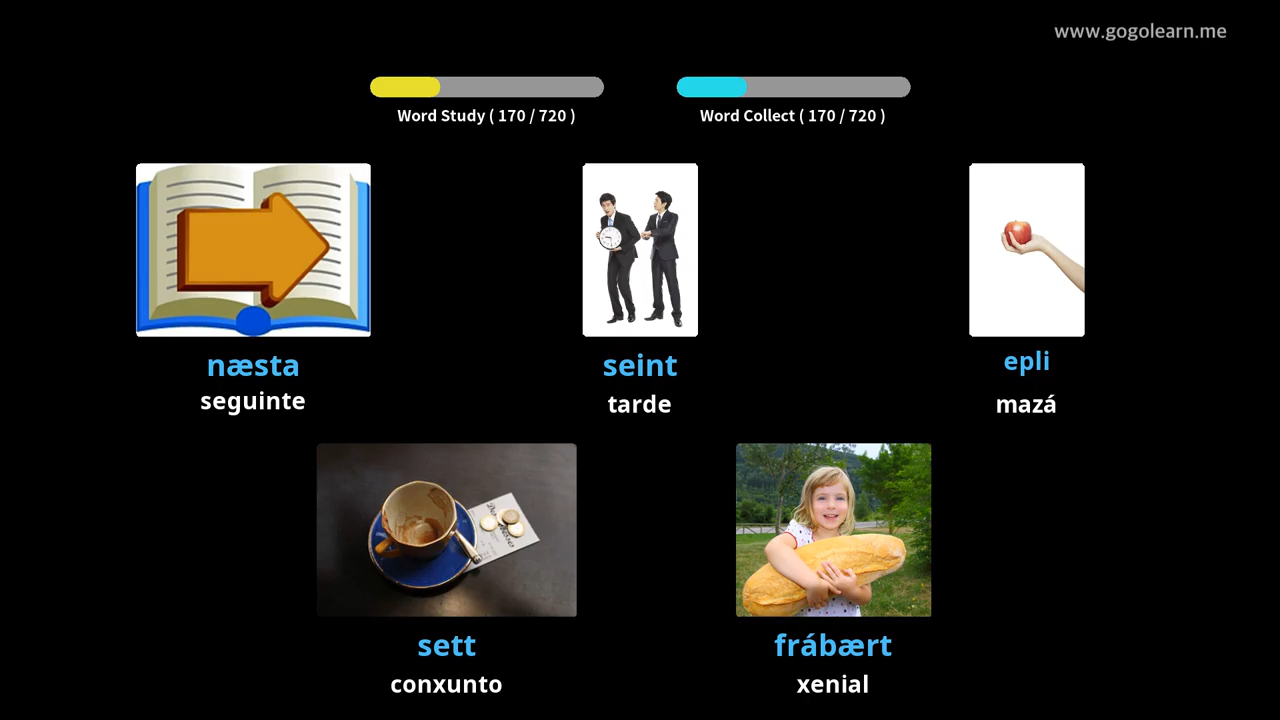 www.gogolearn.me
Word Study ( 170 / 720 )
Word Collect ( 170 / 720 )
næsta
seguinte
seint
tarde
epli
mazá
sett
conxunto
frábært
xenial